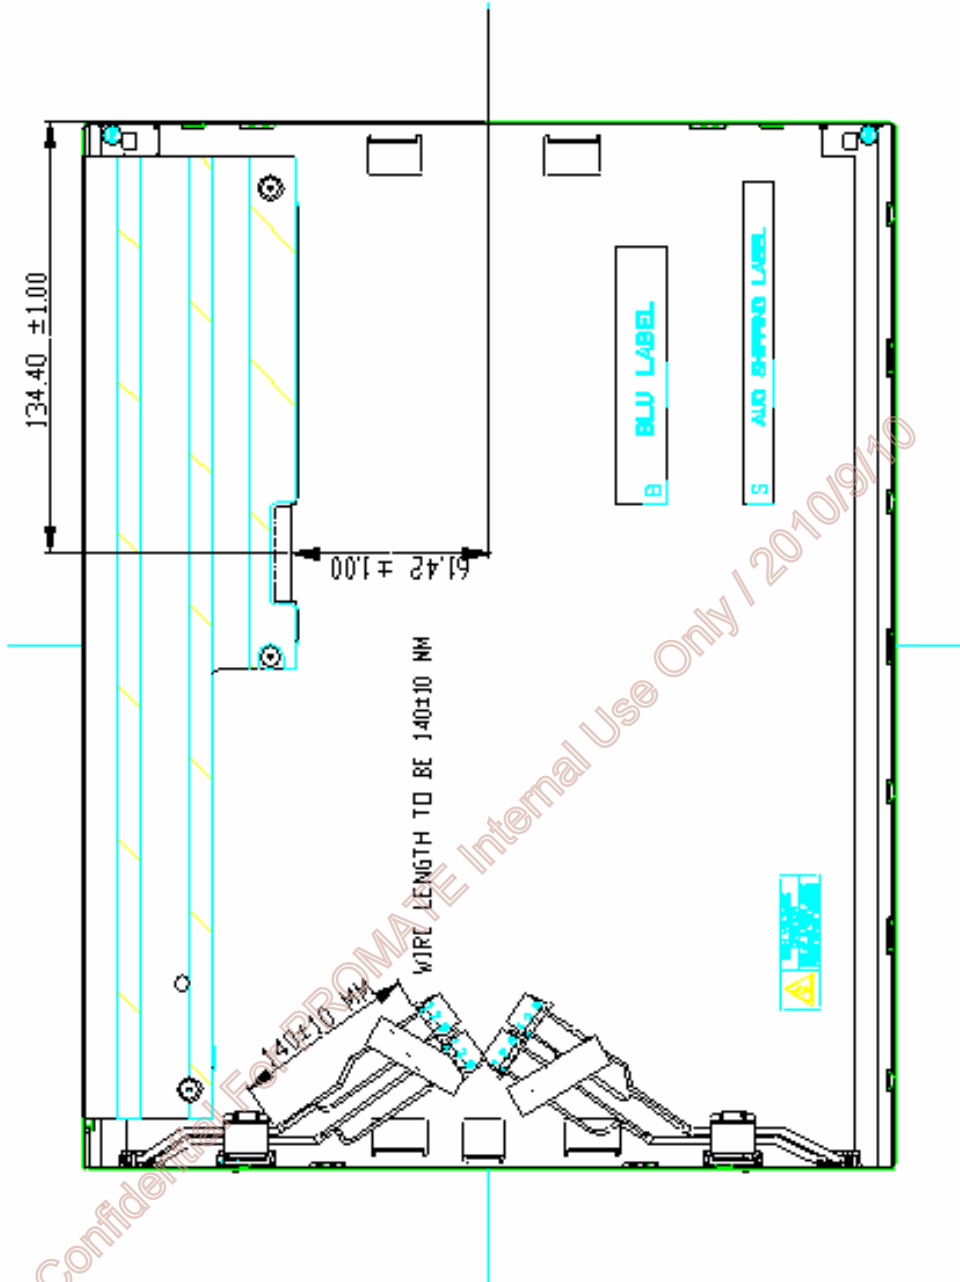 134.40 ±1.00
61.42 ±1.00
BLU LABEL
B
AUO SHIPPING LABEL
S
WIRE LENGTH TO BE 140±10 MM
140±10 MM
Confidential For PROMATE Internal Use Only / 2010/9/10